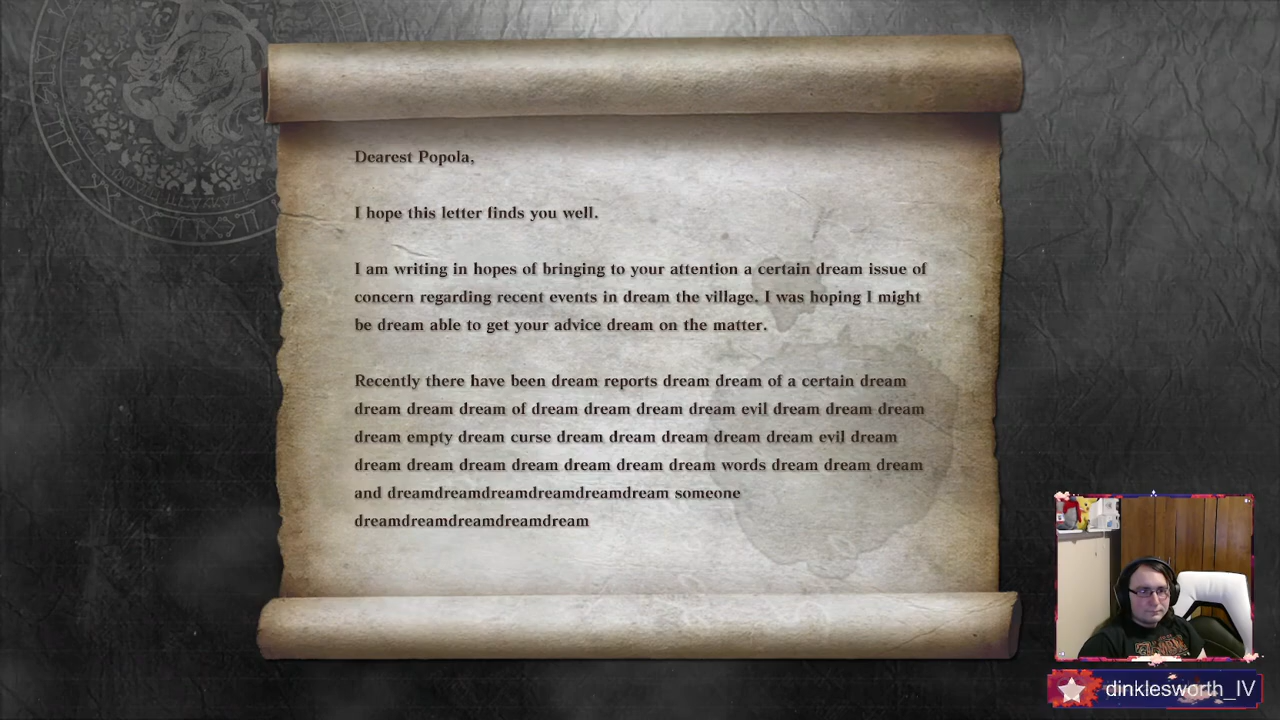 Dearest Popola,
I hope this letter finds you well.
I am writing in hopes of bringing to your attention a certain dream issue of
concern regarding recent events in dream the village. I was hoping I might
be dream able to get your advice dream on the matter.
Recently there have been dream reports dream dream of a certain dream
dream dream dream of dream dream dream dream evil dream dream dream
dream empty dream curse dream dream dream dream dream evil dream
dream dream dream dream dream dream dream words dream dream dream
and dreamdreamdreamdreamdreamdream someone
dreamdreamdreamdreamdream
dinklesworth_IV